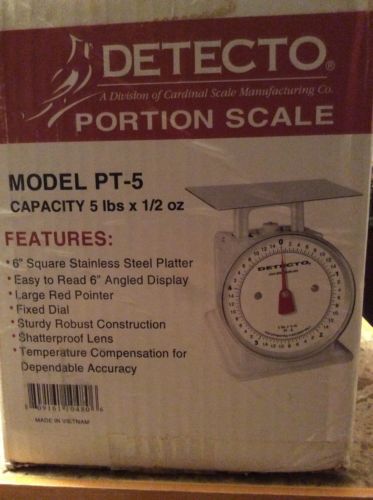 DETECTO®
A Division of Cardinal Scale Manufacturing Co.
PORTION SCALE
MODEL PT-5
CAPACITY 5 lbs x 1/2 oz
FEATURES:
• 6" Square Stainless Steel Platter
• Easy to Read 6" Angled Display
• Large Red Pointer
• Fixed Dial
• Sturdy Robust Construction
• Shatterproof Lens
• Temperature Compensation for
Dependable Accuracy
MADE IN VIETNAM
DETECTO
0